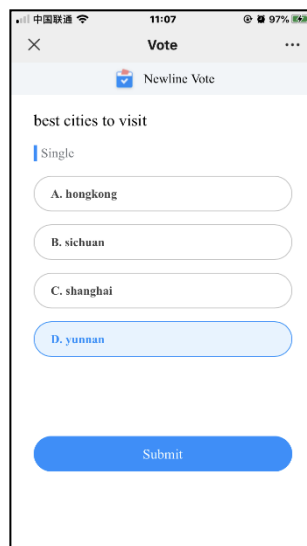 中国联通 11:07 97%
Vote
Newline Vote
best cities to visit
Single
A. hongkong
B. sichuan
C. shanghai
D. yunnan
Submit